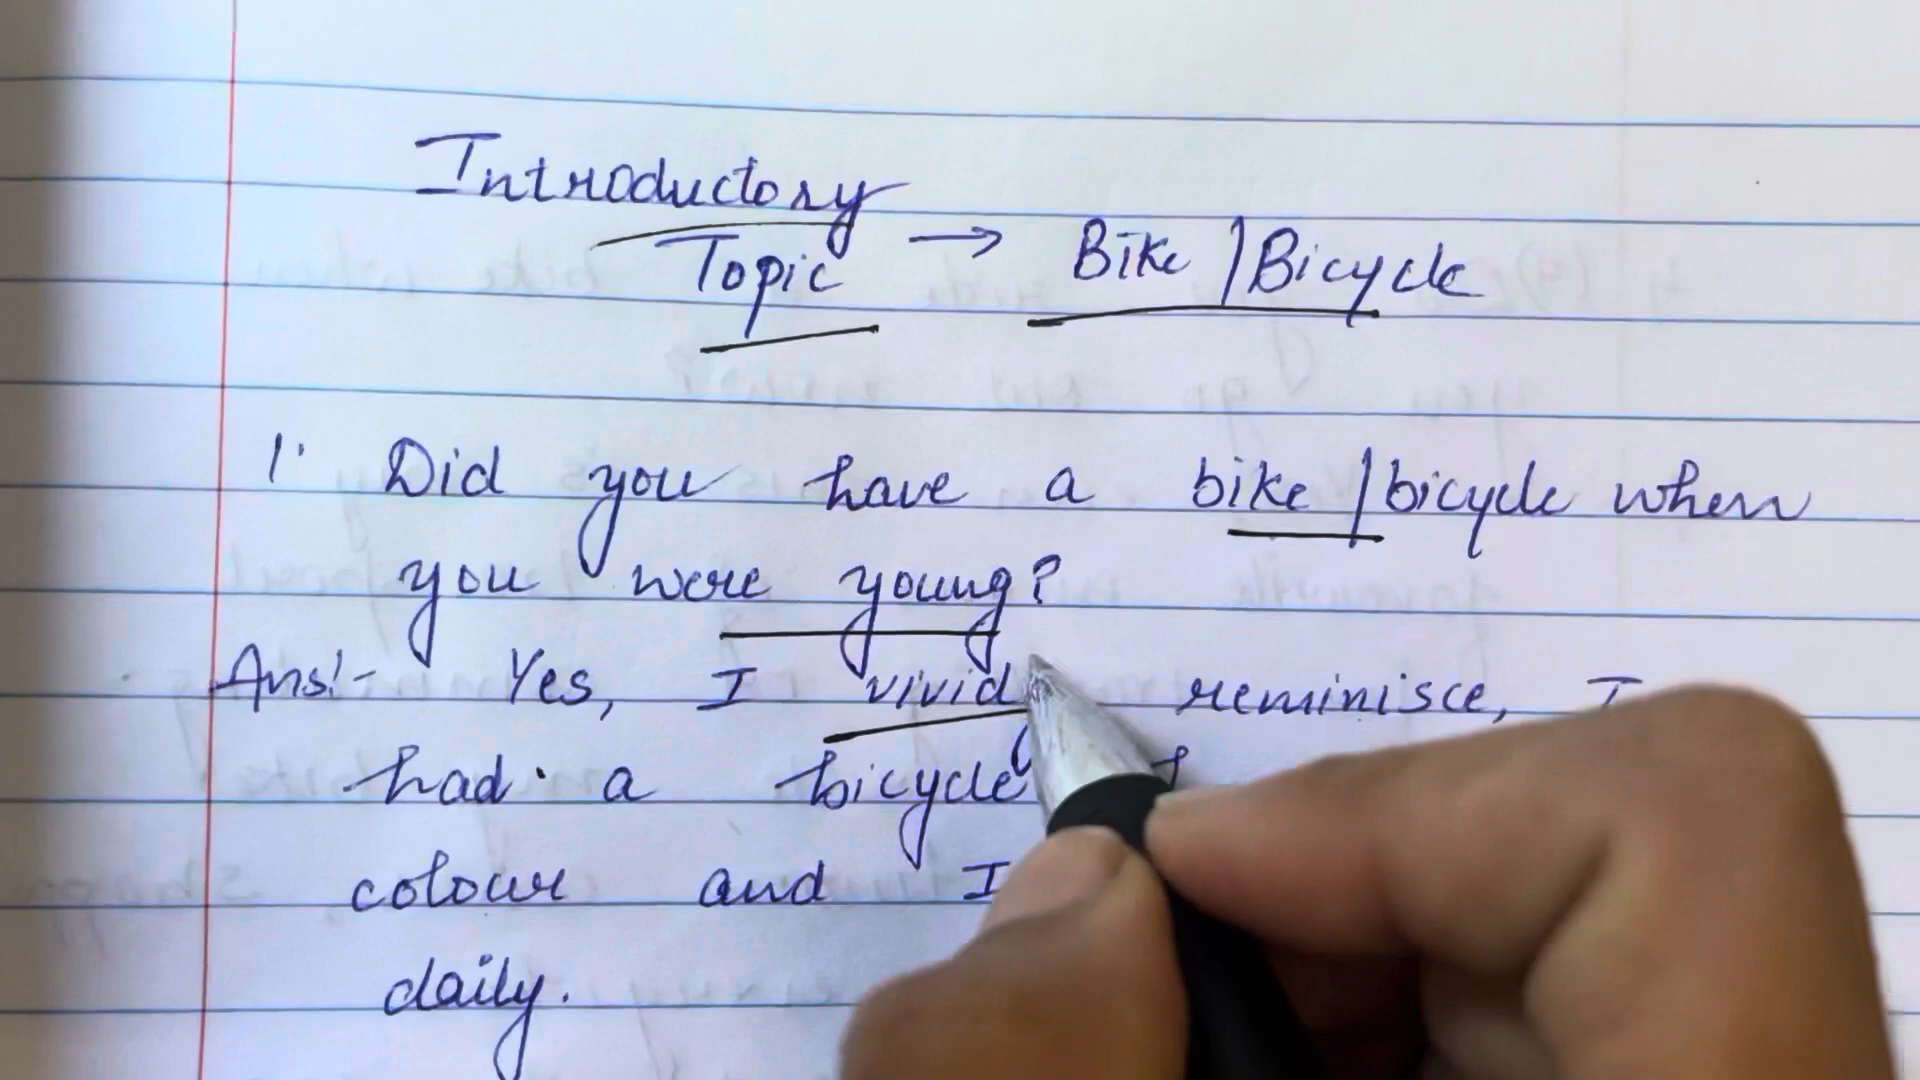 Introductory
Topic → Bike / Bicycle
1. Did you have a bike / bicycle when
you were young?
Ans:- Yes, I reminisce, I
had a bicycle
colour and I
daily.